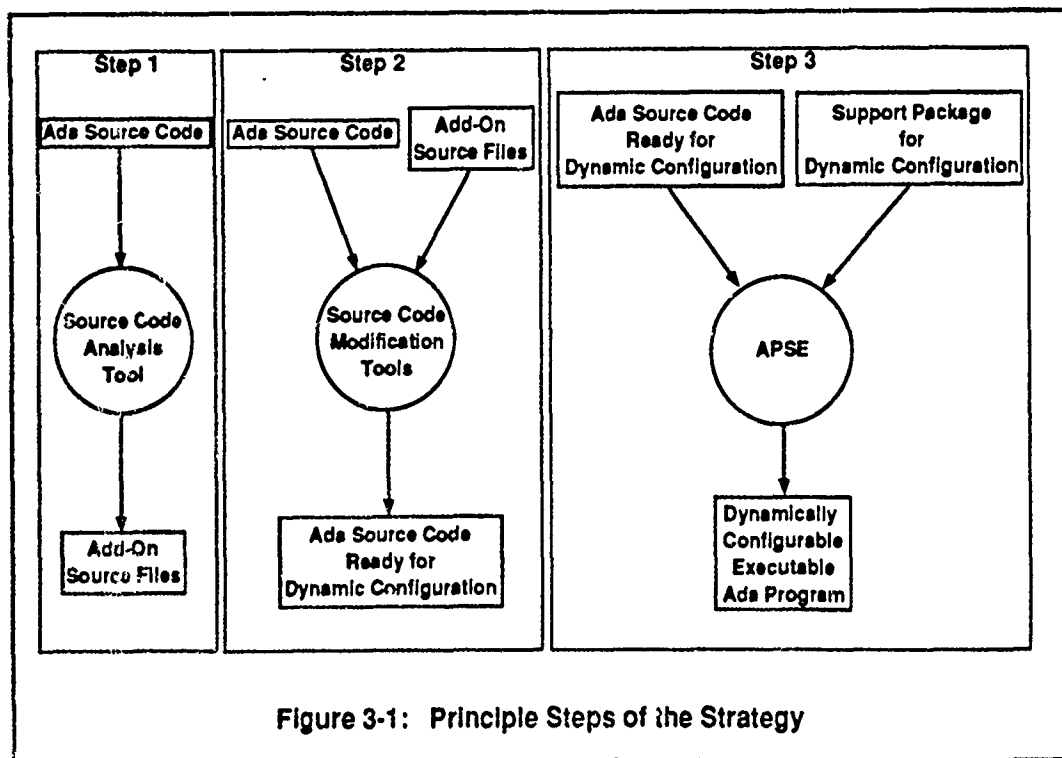 Step 1
Ada Source Code
Source Code
Analysis
Tool
Add-On
Source Files
Step 2
Ada Source Code
Add-On
Source Files
Source Code
Modification
Tools
Ada Source Code
Ready for
Dynamic Configuration
Step 3
Ada Source Code
Ready for
Dynamic Configuration
Support Package
for
Dynamic Configuration
APSE
Dynamically
Configurable
Executable
Ada Program
Figure 3-1: Principle Steps of the Strategy